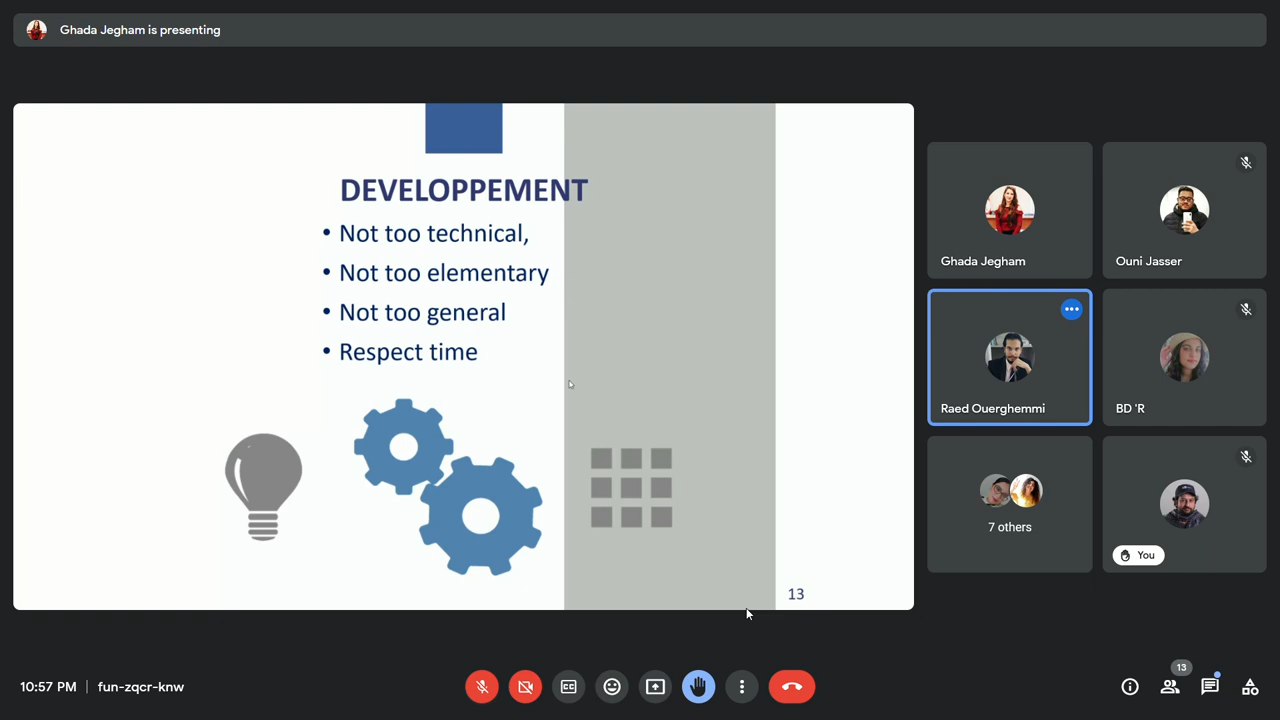 Ghada Jegham is presenting
DEVELOPPEMENT
• Not too technical,
• Not too elementary
• Not too general
• Respect time
13
Ghada Jegham
Ouni Jasser
Raed Ouerghemmi
BD 'R
7 others
You
10:57 PM | fun-zqcr-knw
13